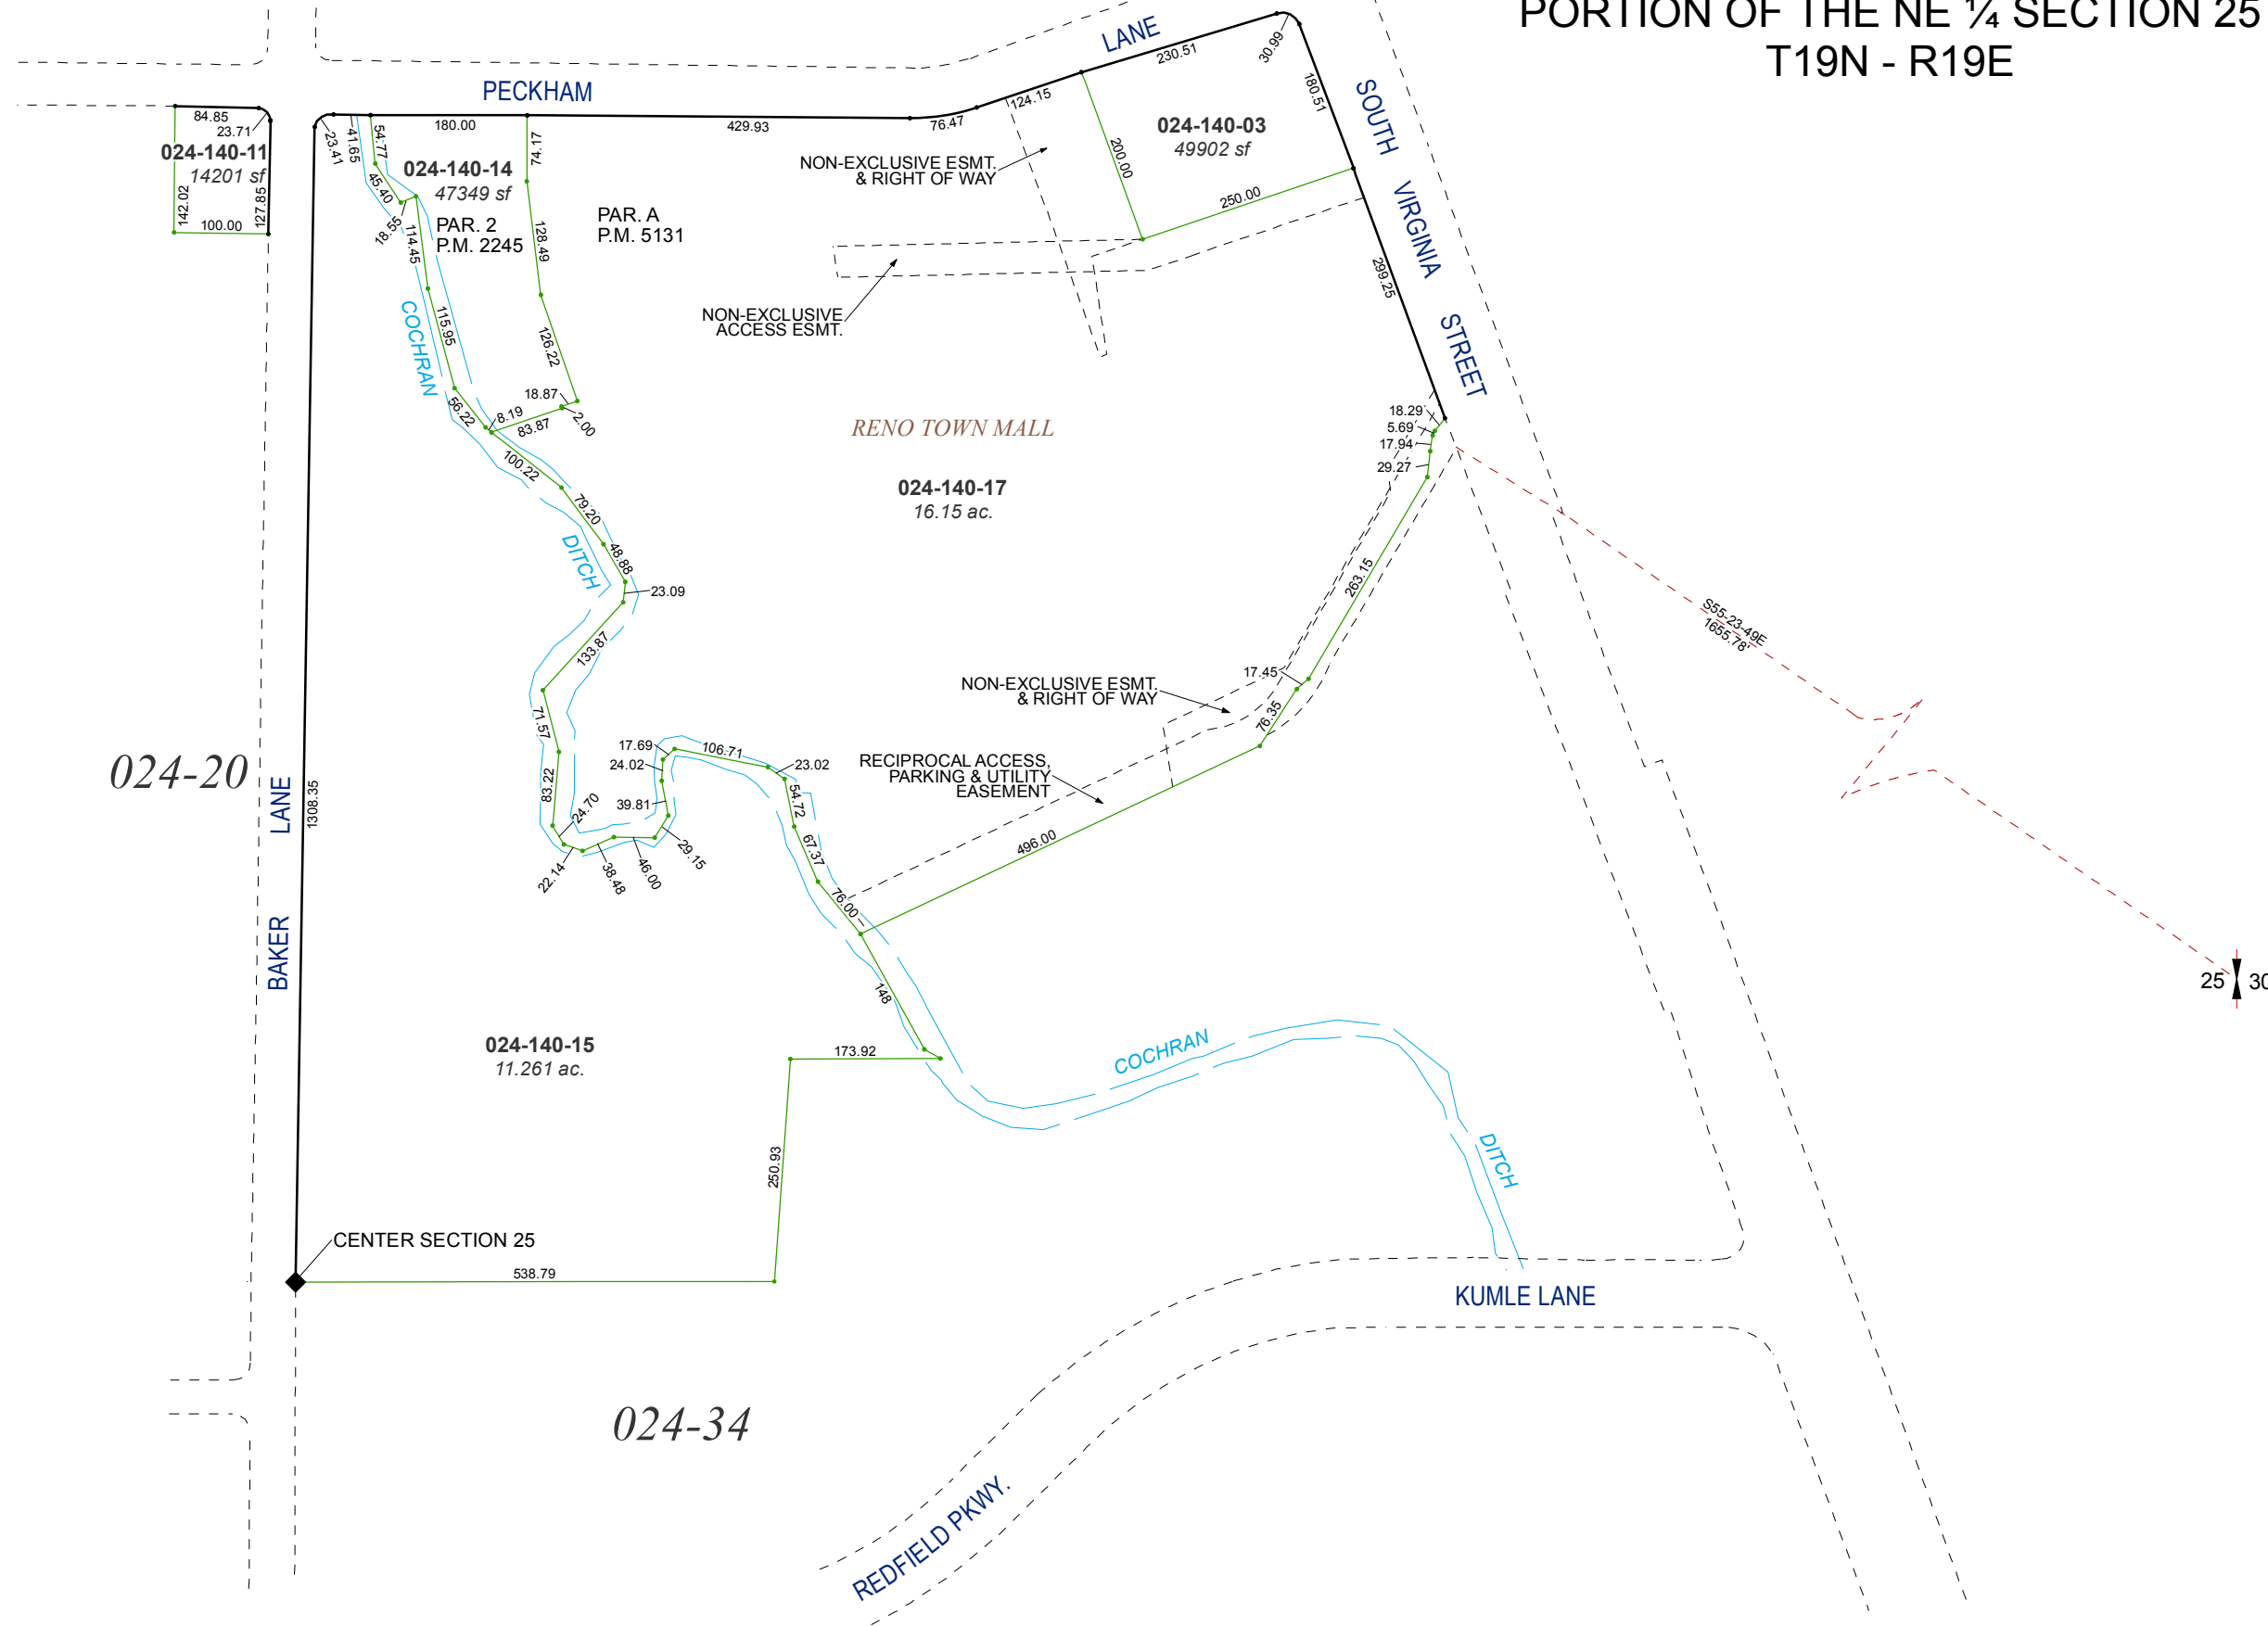 PORTION OF THE NE ¼ SECTION 25
T19N - R19E
PECKHAM
LANE
SOUTH VIRGINIA STREET
84.85
23.71
024-140-11
14201 sf
142.02
127.85
100.00
23.41
41.65
54.77
180.00
429.93
76.47
124.15
230.51
30.99
180.51
45.40
18.55
024-140-14
47349 sf
74.17
PAR. 2
P.M. 2245
PAR. A
P.M. 5131
NON-EXCLUSIVE ESMT.
& RIGHT OF WAY
024-140-03
49902 sf
200.00
250.00
299.25
114.45
128.49
115.95
126.22
COCHRAN
NON-EXCLUSIVE
ACCESS ESMT.
56.22
8.19
18.87
2.00
83.87
100.22
RENO TOWN MALL
024-140-17
16.15 ac.
18.29
5.69
17.94
29.27
79.20
48.88
DITCH
23.09
263.15
S55-23-49E
1655.78'
133.87
17.45
NON-EXCLUSIVE ESMT.
& RIGHT OF WAY
76.35
71.57
17.69
106.71
24.02
23.02
RECIPROCAL ACCESS,
PARKING & UTILITY
EASEMENT
024-20
83.22
24.70
39.81
54.72
BAKER LANE
1308.35
22.14
38.48
46.00
29.15
67.37
496.00
76.00
148
25
30
024-140-15
11.261 ac.
173.92
COCHRAN
250.93
DITCH
CENTER SECTION 25
538.79
KUMLE LANE
024-34
REDFIELD PKWY.